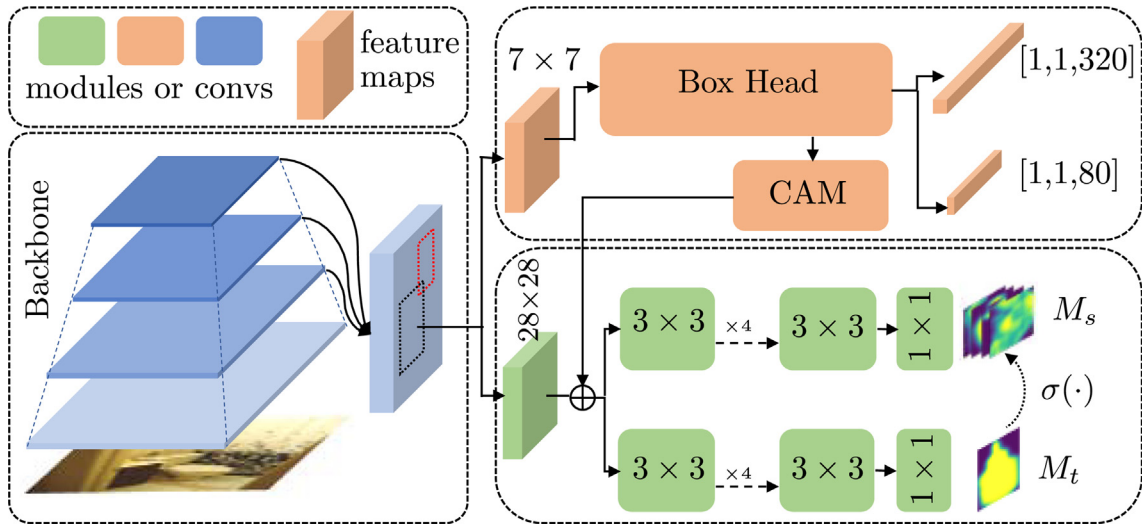 feature
maps
modules or convs
Backbone
7 × 7
Box Head
[1,1,320]
CAM
[1,1,80]
28×28
3 × 3
×4
3 × 3
1 × 1
M_s
σ(·)
3 × 3
×4
3 × 3
1 × 1
M_t